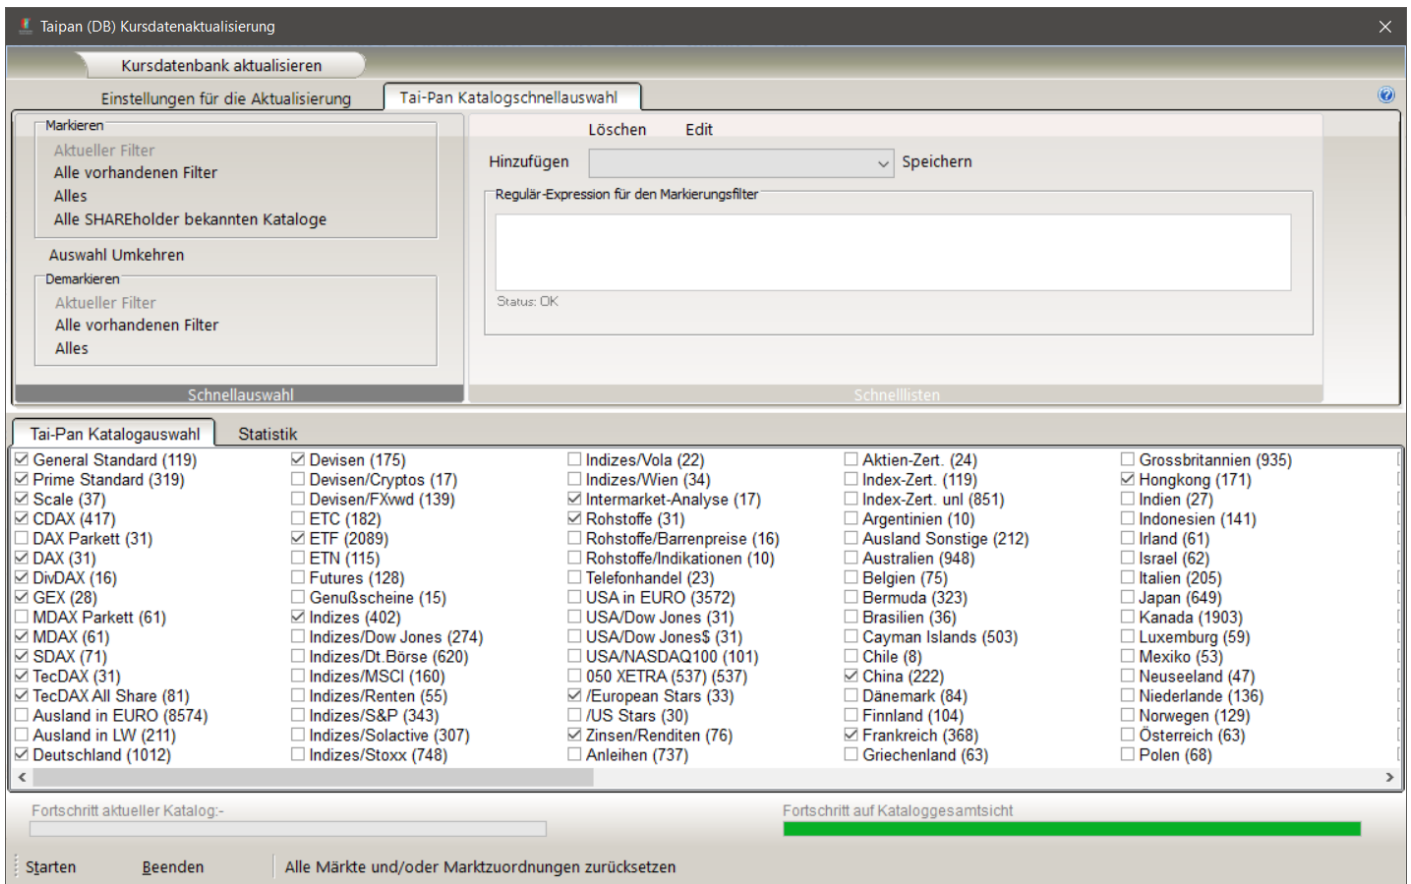 Taipan (DB) Kursdatenaktualisierung
Kursdatenbank aktualisieren
Einstellungen für die Aktualisierung
Tai-Pan Katalogschnellauswahl
Markieren
Aktueller Filter
Alle vorhandenen Filter
Alles
Alle SHAREholder bekannten Kataloge
Auswahl Umkehren
Demarkieren
Aktueller Filter
Alle vorhandenen Filter
Alles
Schnellauswahl
Löschen Edit
Hinzufügen Speichern
Regulär-Expression für den Markierungsfilter
Status: OK
Schnelllisten
Tai-Pan Katalogauswahl
Statistik
General Standard (119)
Prime Standard (319)
Scale (37)
CDAX (417)
DAX Parkett (31)
DAX (31)
DivDAX (16)
GEX (28)
MDAX Parkett (61)
MDAX (61)
SDAX (71)
TecDAX (31)
TecDAX All Share (81)
Ausland in EURO (8574)
Ausland in LW (211)
Deutschland (1012)
Devisen (175)
Devisen/Cryptos (17)
Devisen/FXvwd (139)
ETC (182)
ETF (2089)
ETN (115)
Futures (128)
Genußscheine (15)
Indizes (402)
Indizes/Dow Jones (274)
Indizes/Dt.Börse (620)
Indizes/MSCI (160)
Indizes/Renten (55)
Indizes/S&P (343)
Indizes/Solactive (307)
Indizes/Stoxx (748)
Indizes/Vola (22)
Indizes/Wien (34)
Intermarket-Analyse (17)
Rohstoffe (31)
Rohstoffe/Barrenpreise (16)
Rohstoffe/Indikationen (10)
Telefonhandel (23)
USA in EURO (3572)
USA/Dow Jones (31)
USA/Dow Jones$ (31)
USA/NASDAQ100 (101)
050 XETRA (537) (537)
/European Stars (33)
/US Stars (30)
Zinsen/Renditen (76)
Anleihen (737)
Aktien-Zert. (24)
Index-Zert. (119)
Index-Zert. unl (851)
Argentinien (10)
Ausland Sonstige (212)
Australien (948)
Belgien (75)
Bermuda (323)
Brasilien (36)
Cayman Islands (503)
Chile (8)
China (222)
Dänemark (84)
Finnland (104)
Frankreich (368)
Griechenland (63)
Grossbritannien (935)
Hongkong (171)
Indien (27)
Indonesien (141)
Irland (61)
Israel (62)
Italien (205)
Japan (649)
Kanada (1903)
Luxemburg (59)
Mexiko (53)
Neuseeland (47)
Niederlande (136)
Norwegen (129)
Österreich (63)
Polen (68)
Fortschritt aktueller Katalog:-
Fortschritt auf Kataloggesamtsicht
Starten Beenden Alle Märkte und/oder Marktzuordnungen zurücksetzen